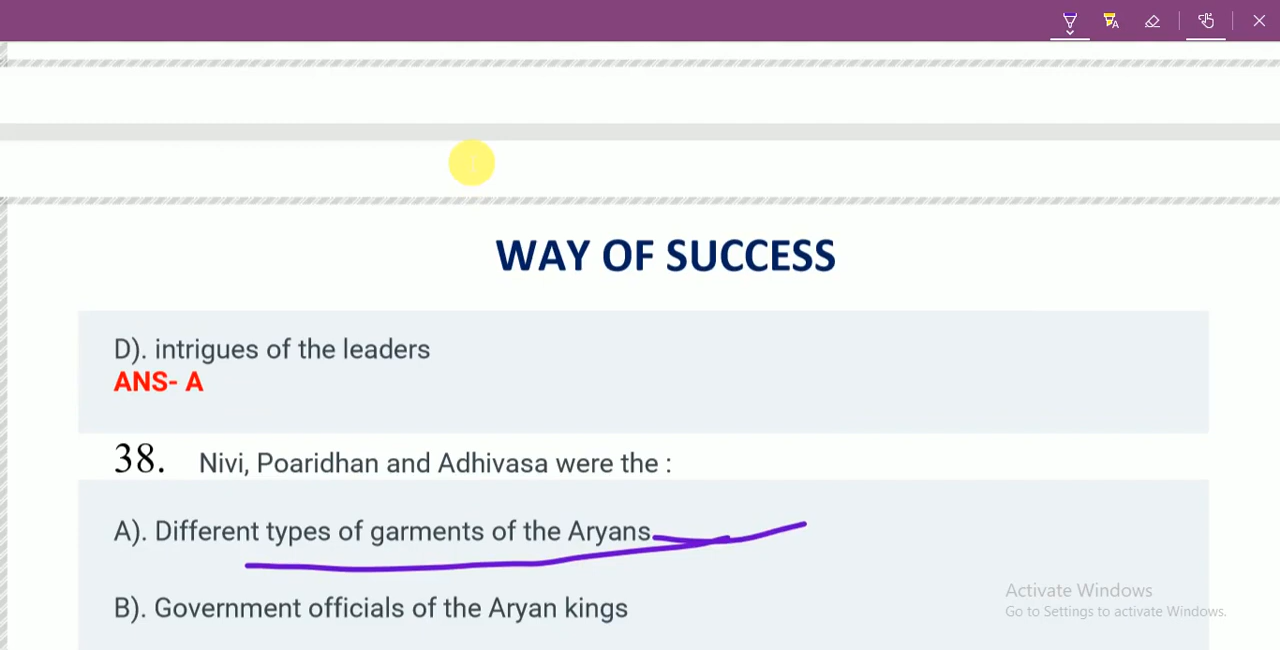 WAY OF SUCCESS
D). intrigues of the leaders
ANS- A
38. Nivi, Poaridhan and Adhivasa were the :
A). Different types of garments of the Aryans
B). Government officials of the Aryan kings
Activate Windows
Go to Settings to activate Windows.